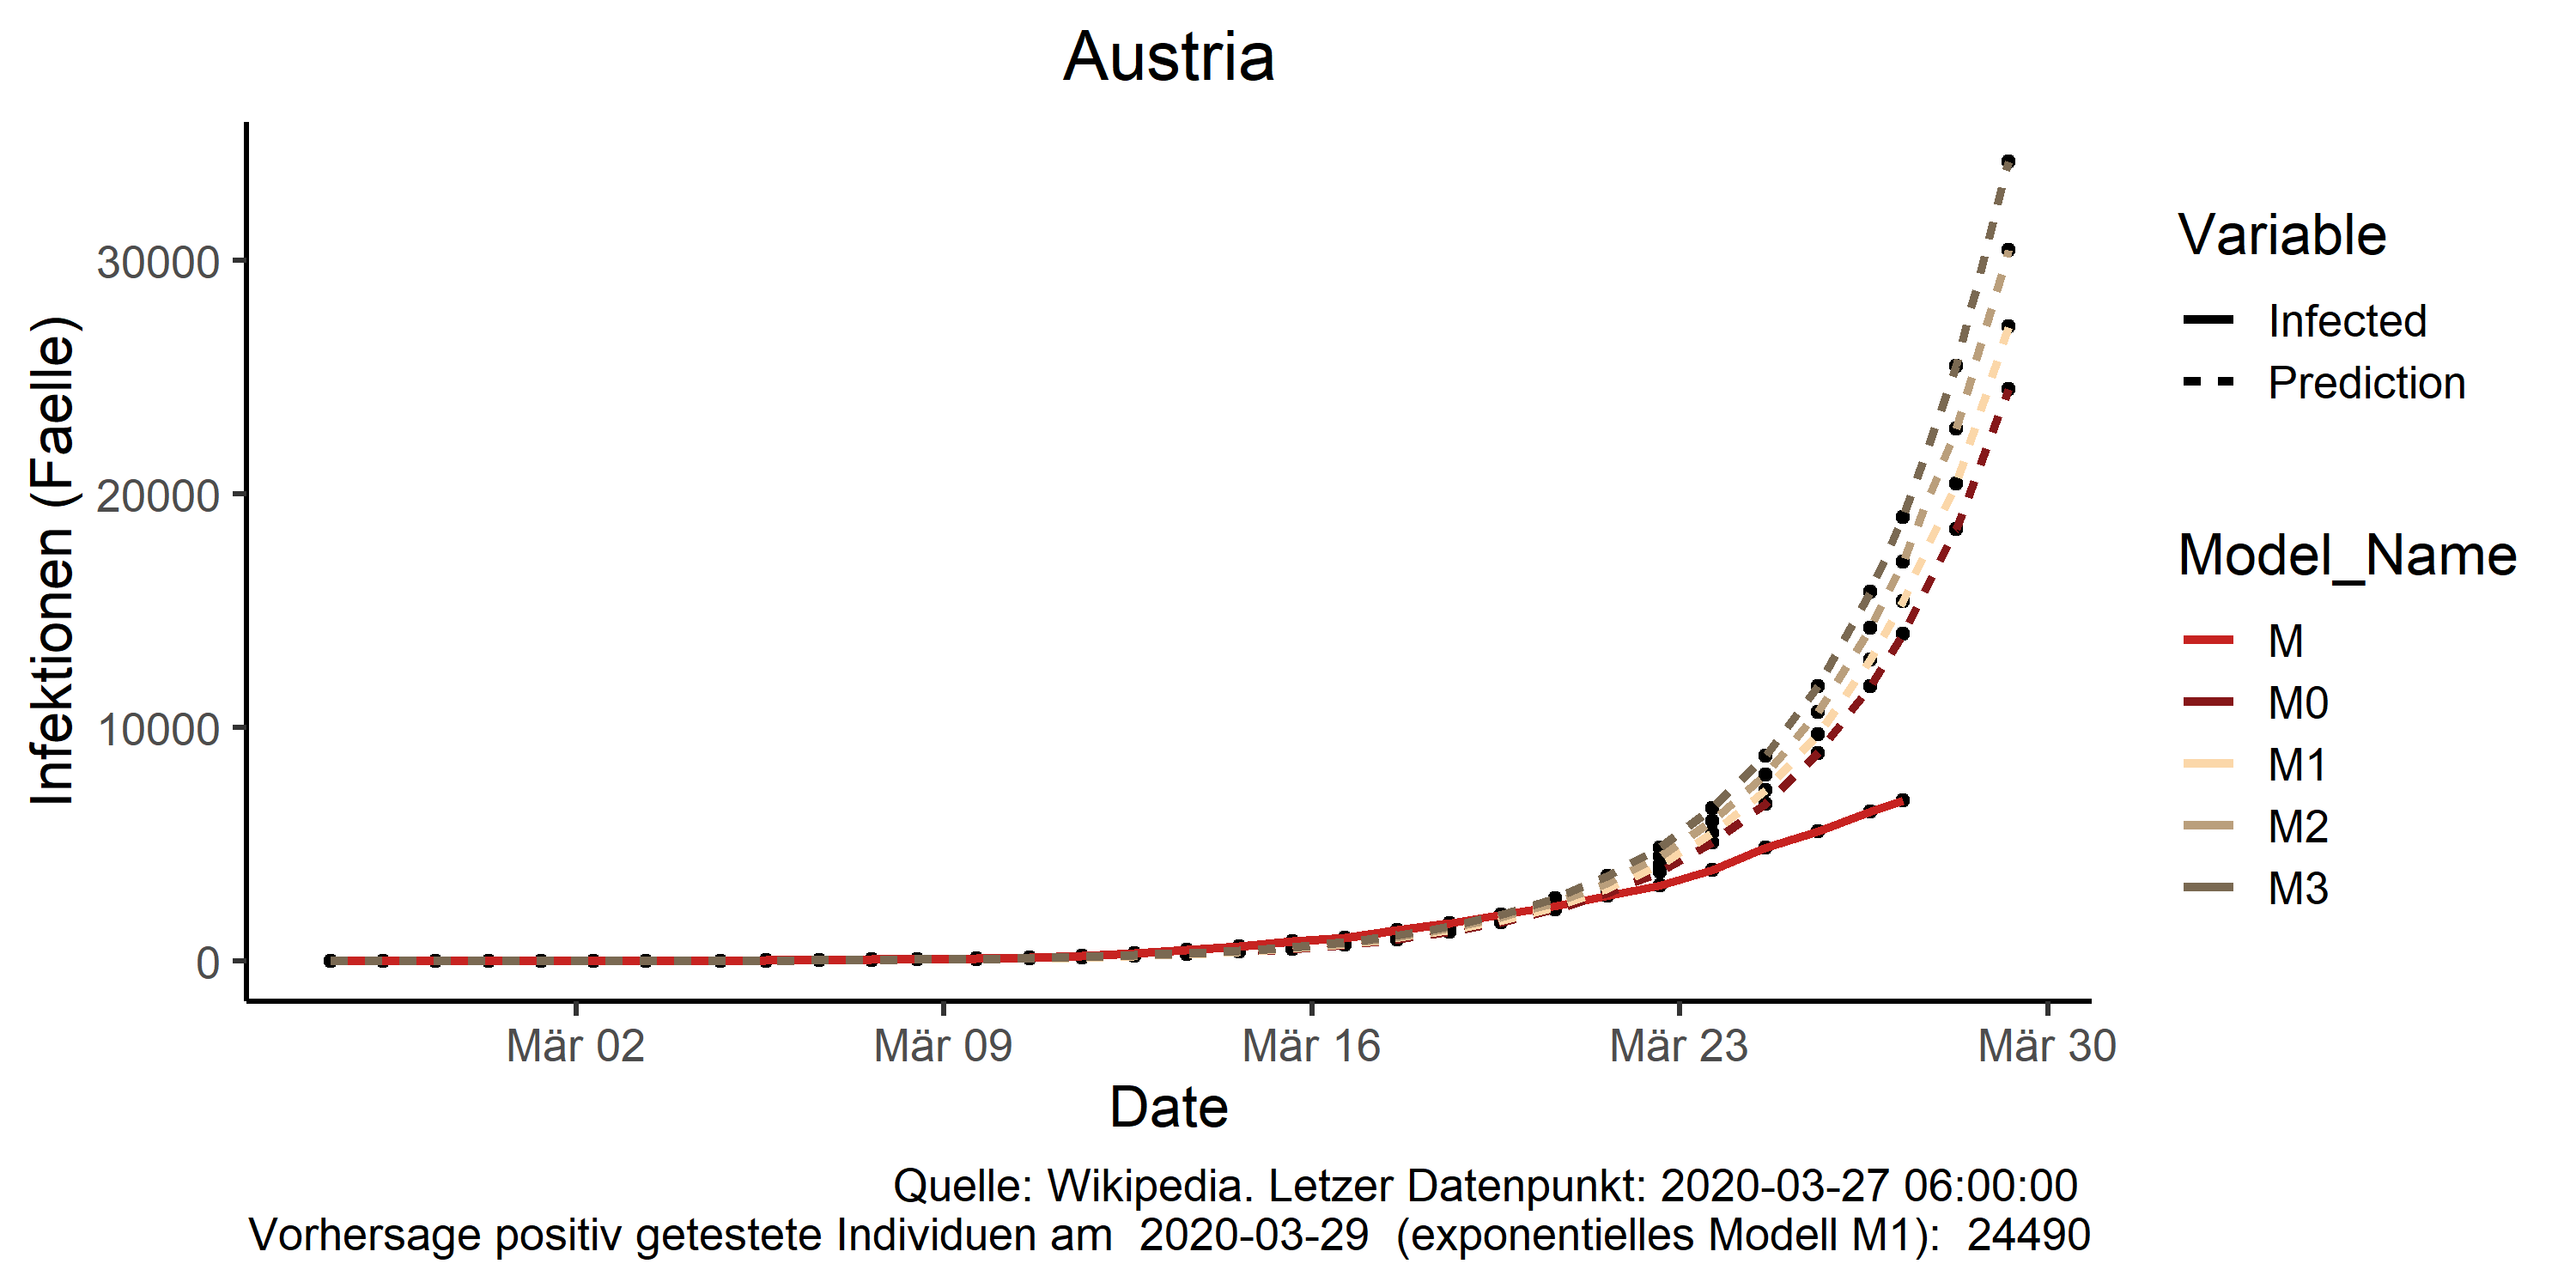 Austria
Infektionen (Faelle)
30000
20000
10000
0
Mär 02
Mär 09
Mär 16
Mär 23
Mär 30
Date
Variable
Infected
Prediction
Model_Name
M
M0
M1
M2
M3
Quelle: Wikipedia. Letzer Datenpunkt: 2020-03-27 06:00:00
Vorhersage positiv getestete Individuen am  2020-03-29  (exponentielles Modell M1):  24490